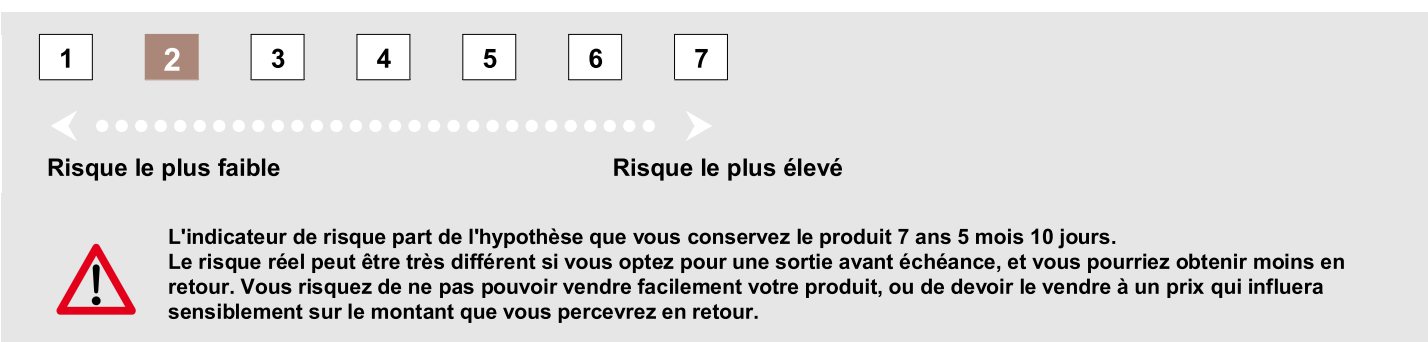 1 2 3 4 5 6 7
Risque le plus faible Risque le plus élevé
L'indicateur de risque part de l'hypothèse que vous conservez le produit 7 ans 5 mois 10 jours.
Le risque réel peut être très différent si vous optez pour une sortie avant échéance, et vous pourriez obtenir moins en
retour. Vous risquez de ne pas pouvoir vendre facilement votre produit, ou de devoir le vendre à un prix qui influera
sensiblement sur le montant que vous percevrez en retour.